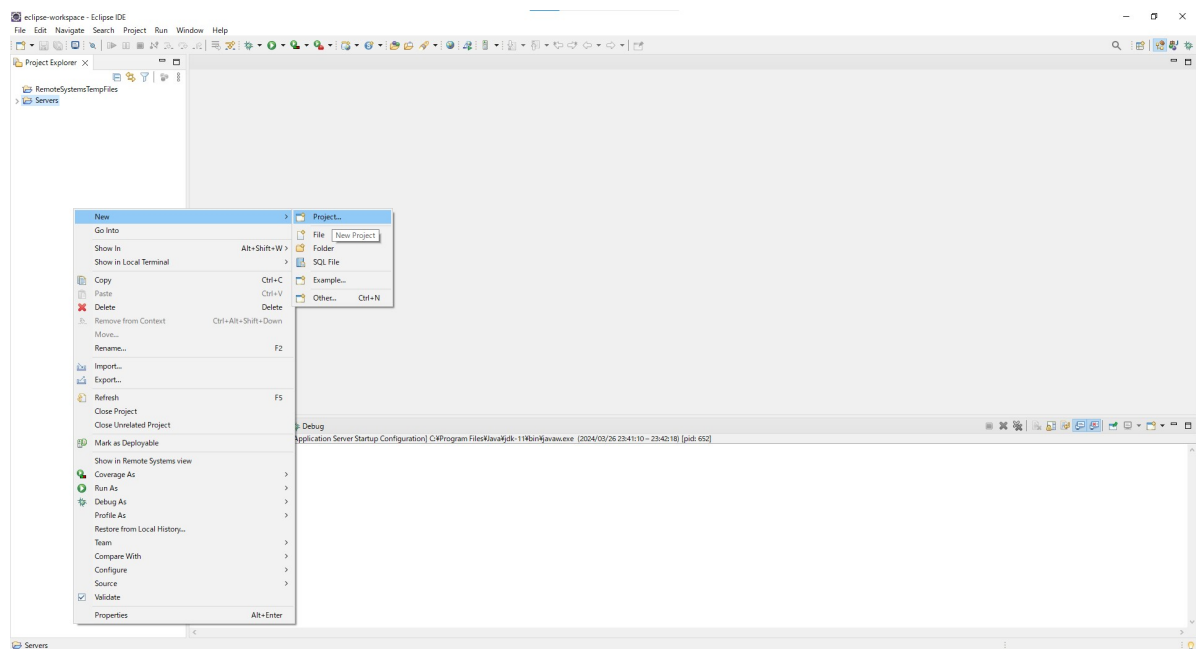 eclipse-workspace - Eclipse IDE
File Edit Navigate Search Project Run Window Help
Project Explorer
RemoteSystemsTempFiles
Servers
New
Project...
Go Into
File
New Project
Show In Alt+Shift+W
Folder
Show in Local Terminal
SQL File
Copy Ctrl+C
Example...
Paste Ctrl+V
Other... Ctrl+N
Delete Delete
Remove from Context Ctrl+Alt+Shift+Down
Move...
Rename... F2
Import...
Export...
Refresh F5
Close Project
Close Unrelated Project
Debug
Mark as Deployable
Application Server Startup Configuration] C:¥Program Files¥Java¥jdk-11¥bin¥javaw.exe (2024/03/26 23:41:10 – 23:42:18) [pid: 652]
Show in Remote Systems view
Coverage As
Run As
Debug As
Profile As
Restore from Local History...
Team
Compare With
Configure
Source
Validate
Properties Alt+Enter
Servers